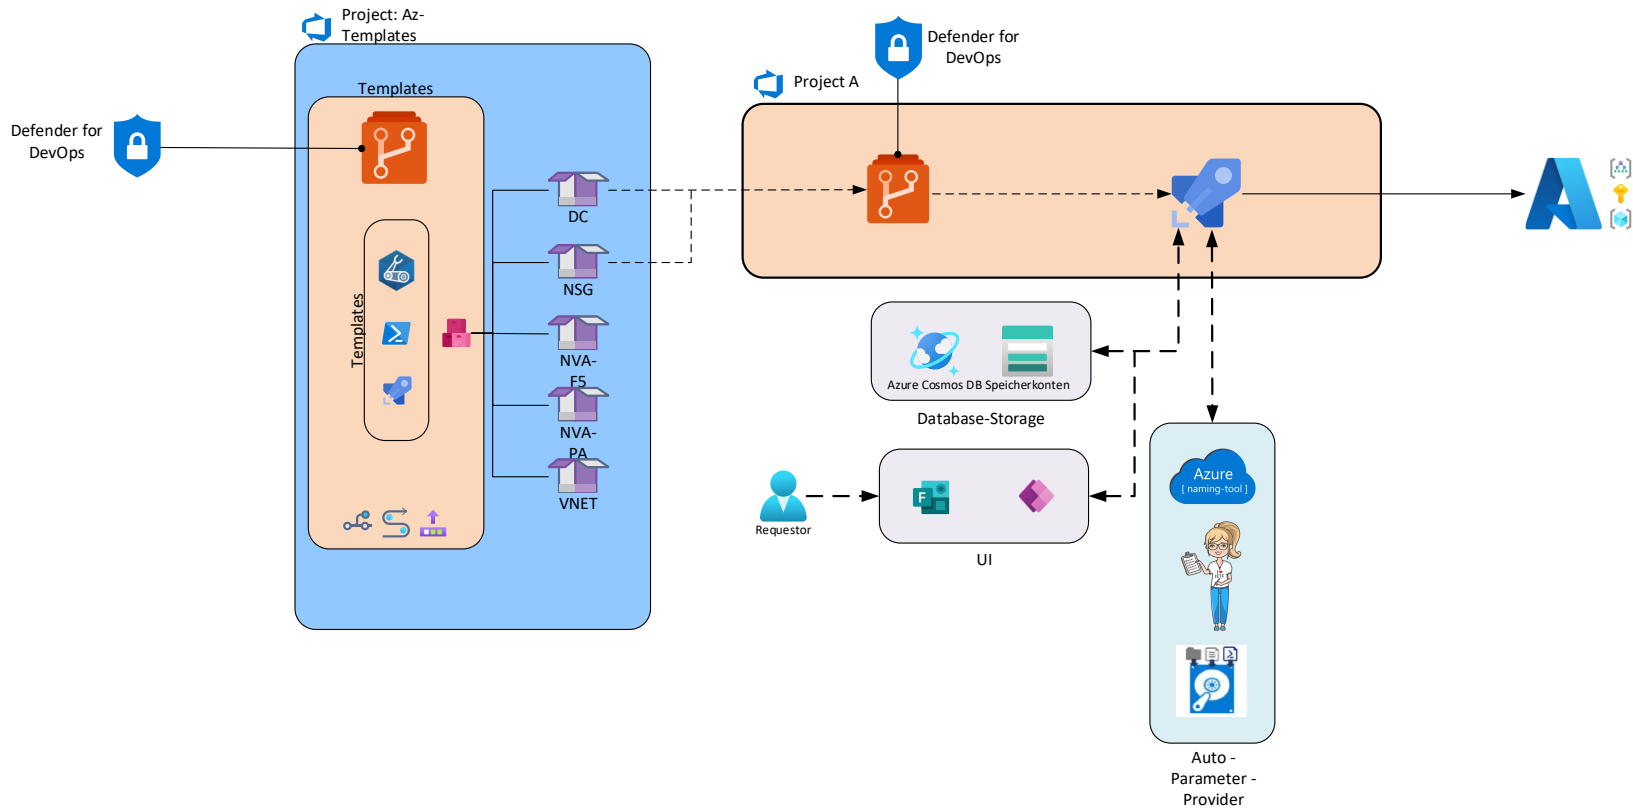 Project: Az-
Templates
Defender for
DevOps
Project A
Templates
Defender for
DevOps
DC
NSG
Templates
NVA-
F5
NVA-
PA
VNET
Azure Cosmos DB
Speicherkonten
Database-Storage
Azure
[ naming-tool ]
F
Requestor
UI
Auto -
Parameter -
Provider